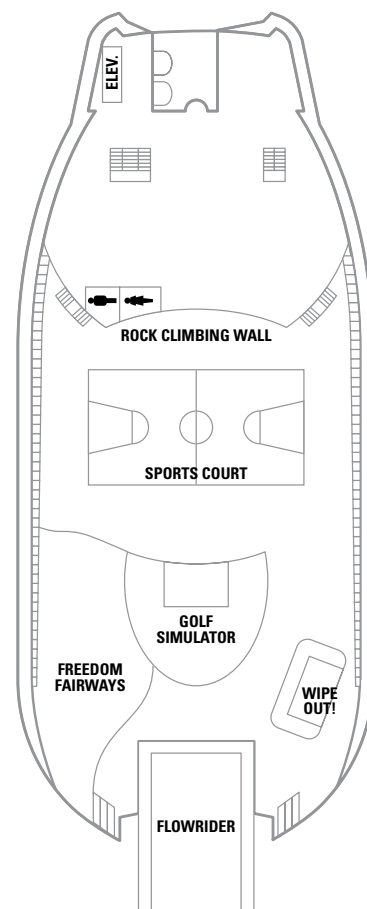 ELEV.
ROCK CLIMBING WALL
SPORTS COURT
GOLF
SIMULATOR
FREEDOM
FAIRWAYS
WIPE
OUT!
FLOWRIDER